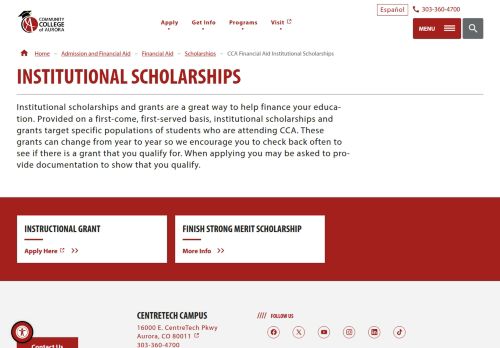 COMMUNITY
COLLEGE
of AURORA
Apply
Get Info
Programs
Visit
Español
303-360-4700
MENU
Home
Admission and Financial Aid
Financial Aid
Scholarships
CCA Financial Aid Institutional Scholarships
INSTITUTIONAL SCHOLARSHIPS
Institutional scholarships and grants are a great way to help finance your educa-
tion. Provided on a first-come, first-served basis, institutional scholarships and
grants target specific populations of students who are attending CCA. These
grants can change from year to year so we encourage you to check back often to
see if there is a grant that you qualify for. When applying you may be asked to pro-
vide documentation to show that you qualify.
INSTRUCTIONAL GRANT
Apply Here
FINISH STRONG MERIT SCHOLARSHIP
More Info
CENTRETECH CAMPUS
16000 E. CentreTech Pkwy
Aurora, CO 80011
303-360-4700
//// FOLLOW US
Contact Us